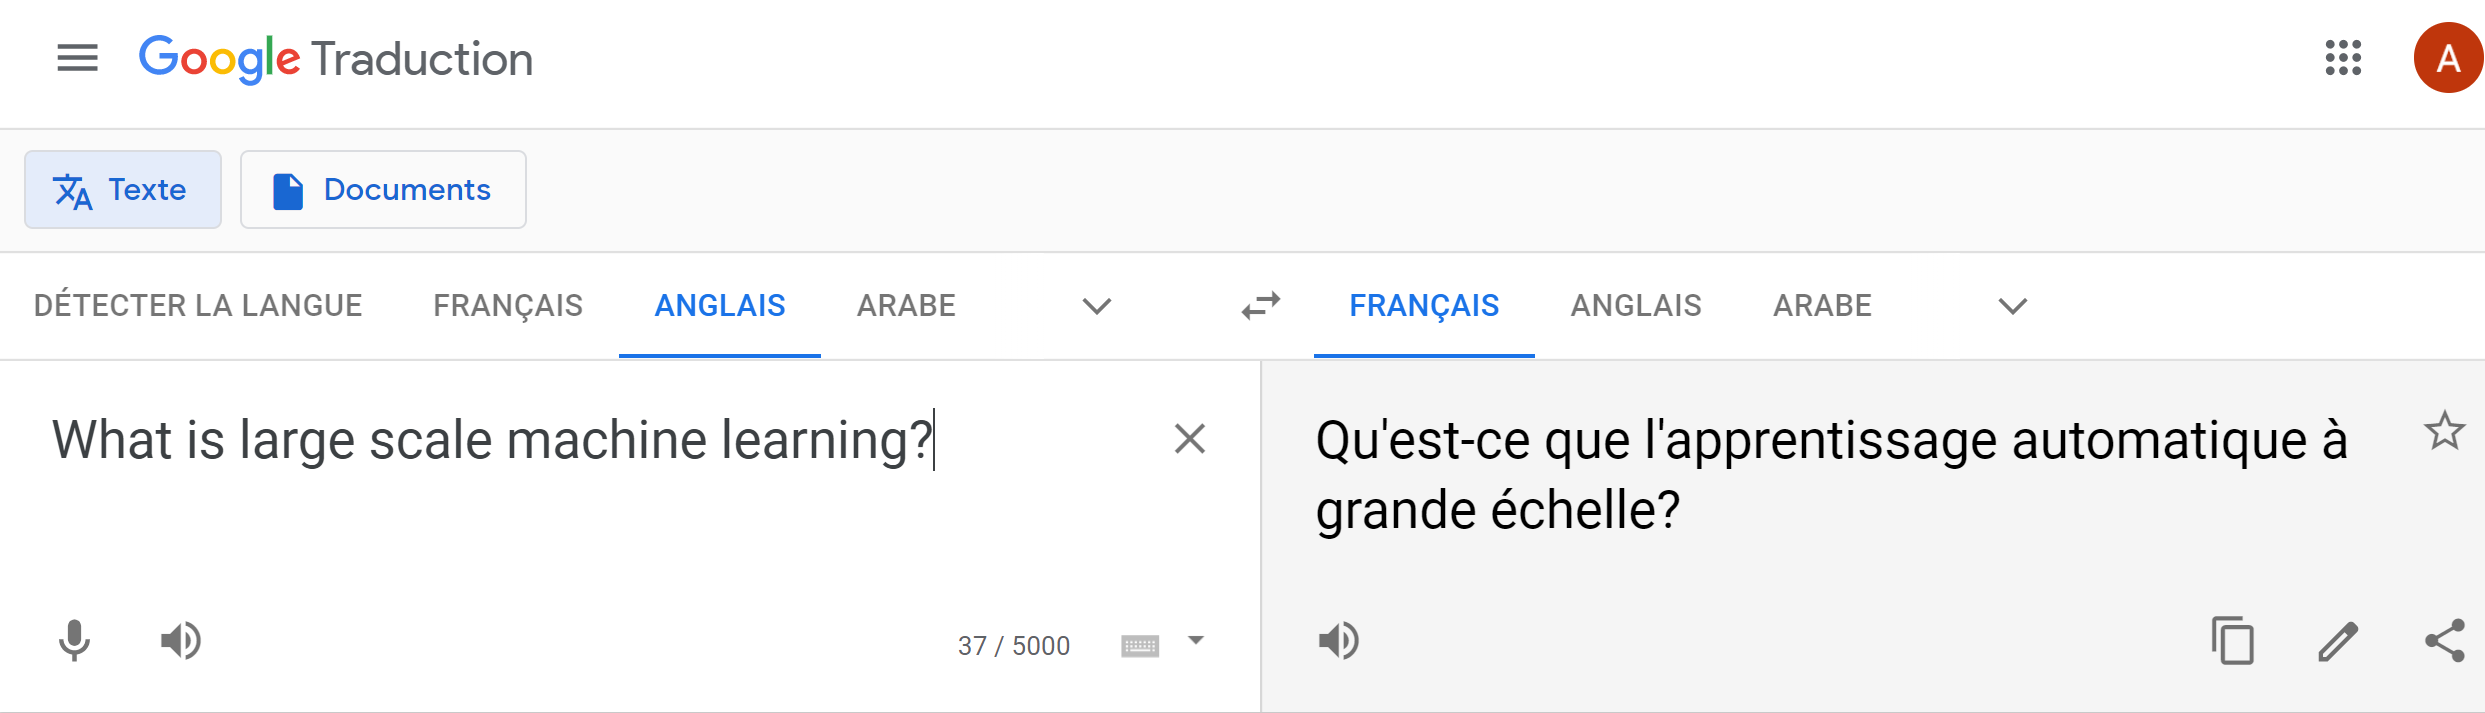 Google Traduction
A
Texte
Documents
DÉTECTER LA LANGUE FRANÇAIS ANGLAIS ARABE
FRANÇAIS ANGLAIS ARABE
What is large scale machine learning?
37 / 5000
Qu'est-ce que l'apprentissage automatique à
grande échelle?